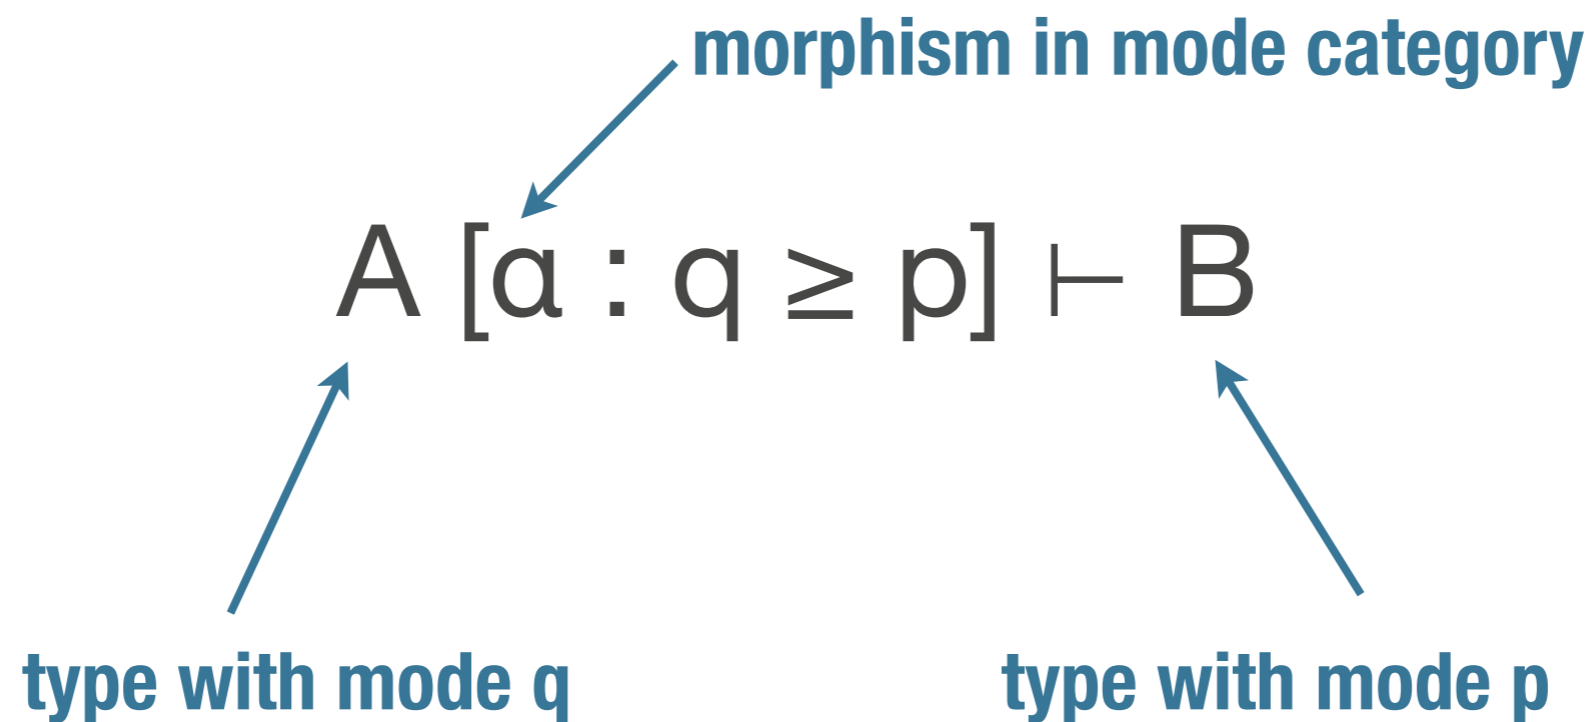 morphism in mode category
A [α : q ≥ p] ⊢ B
type with mode q
type with mode p